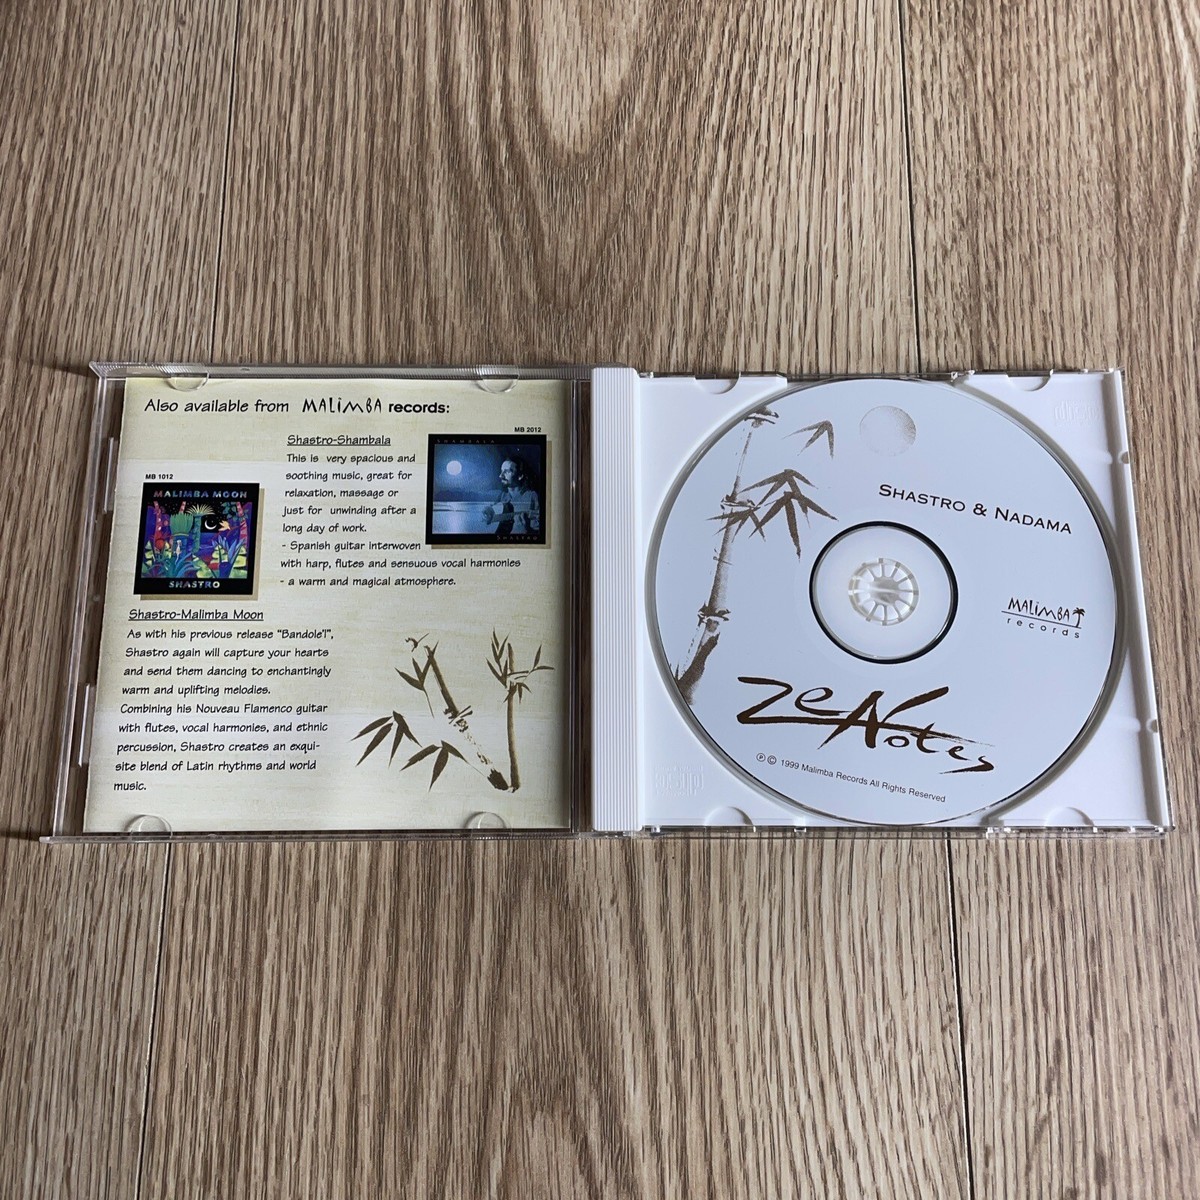 Also available from MALiMBA records:
MB 2012
Shastro-Shambala
This is very spacious and
soothing music, great for
relaxation, massage or
just for unwinding after a
long day of work.
- Spanish guitar interwoven
with harp, flutes and sensuous vocal harmonies
- a warm and magical atmosphere.
SHAMBALA
SHASTRO
MB 1012
MALIMBA MOON
SHASTRO
Shastro-Malimba Moon
As with his previous release "Bandole'l",
Shastro again will capture your hearts
and send them dancing to enchantingly
warm and uplifting melodies.
Combining his Nouveau Flamenco guitar
with flutes, vocal harmonies, and ethnic
percussion, Shastro creates an exqui-
site blend of Latin rhythms and world
music.
SHASTRO & NADAMA
MALiMBA
records
ZeNotes
℗ © 1999 Malimba Records All Rights Reserved